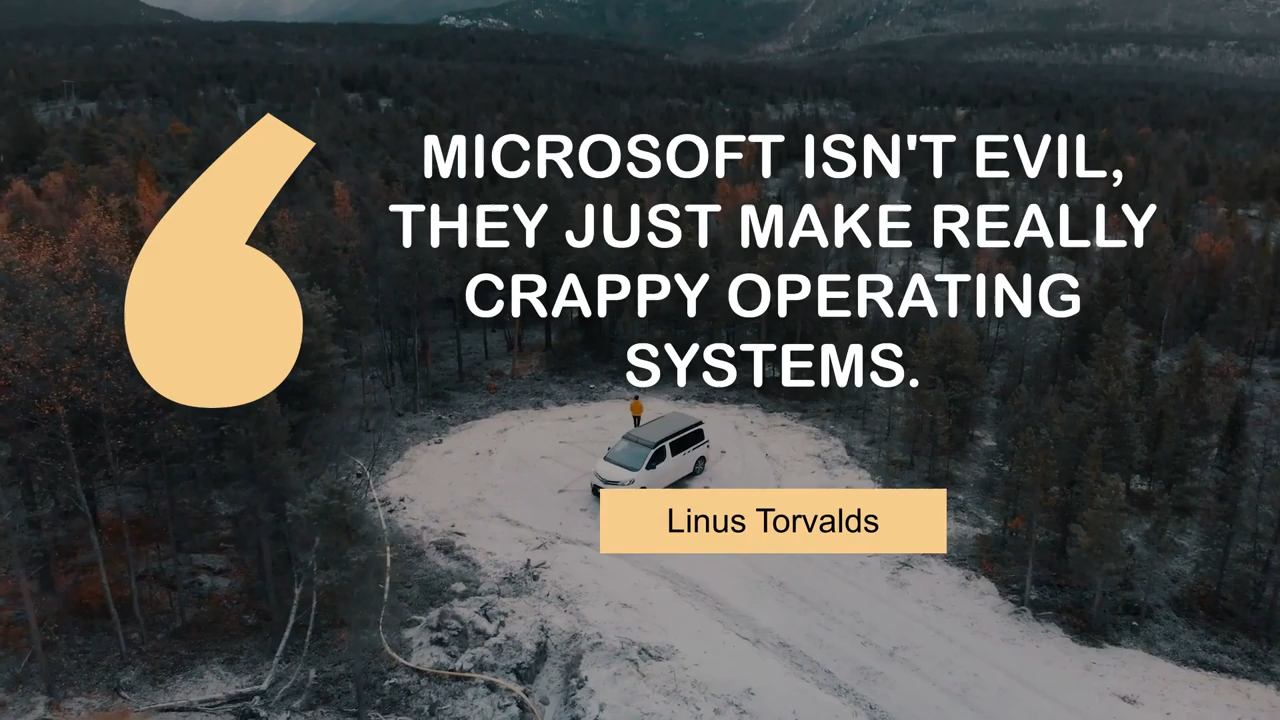 MICROSOFT ISN'T EVIL,
THEY JUST MAKE REALLY
CRAPPY OPERATING
SYSTEMS.
Linus Torvalds